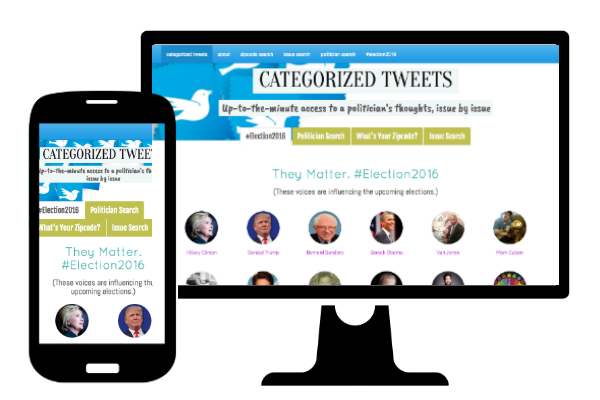 categorized tweets about zipcode search issue search politician search #election2016
CATEGORIZED TWEETS
Up-to-the-minute access to a politician's thoughts, issue by issue
#Election2016 Politician Search What's Your Zipcode? Issue Search
They Matter. #Election2016
(These voices are influencing the upcoming elections.)
Hillary Clinton Donald Trump Bernard Sanders Barack Obama Van Jones Mark Cuban
CATEGORIZED TWEE
-to-the-minute access to a politician's th
issue by issue
#Election2016 Politician Search
What's Your Zipcode? Issue Search
They Matter.
#Election2016
(These voices are influencing the
upcoming elections.)